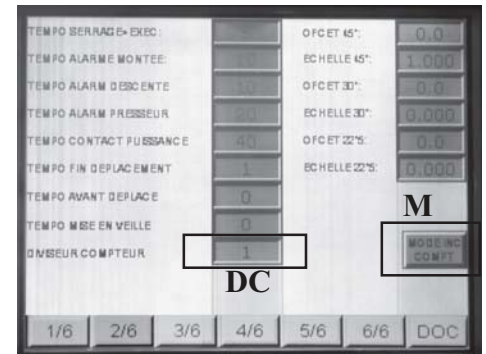 TEMPO SERRAGE+EXEC:
TEMPO ALARME MONTEE: 10
TEMPO ALARM DESCENTE 10
TEMPO ALARM PRESSEUR 20
TEMPO CONTACT PUISSANCE 40
TEMPO FIN DEPLACEMENT 1
TEMPO AVANT DEPLACE 0
TEMPO MISE EN VEILLE 0
DIVISEUR COMPTEUR 1
DC
OFCET 45°: 0.0
ECHELLE 45°: 1.000
OFCET 30°: 0.0
ECHELLE 30°: 0.000
OFCET 22°5: 0.0
ECHELLE 22°5: 0.000
M
MODE INC
COMPT
1/6 2/6 3/6 4/6 5/6 6/6 DOC